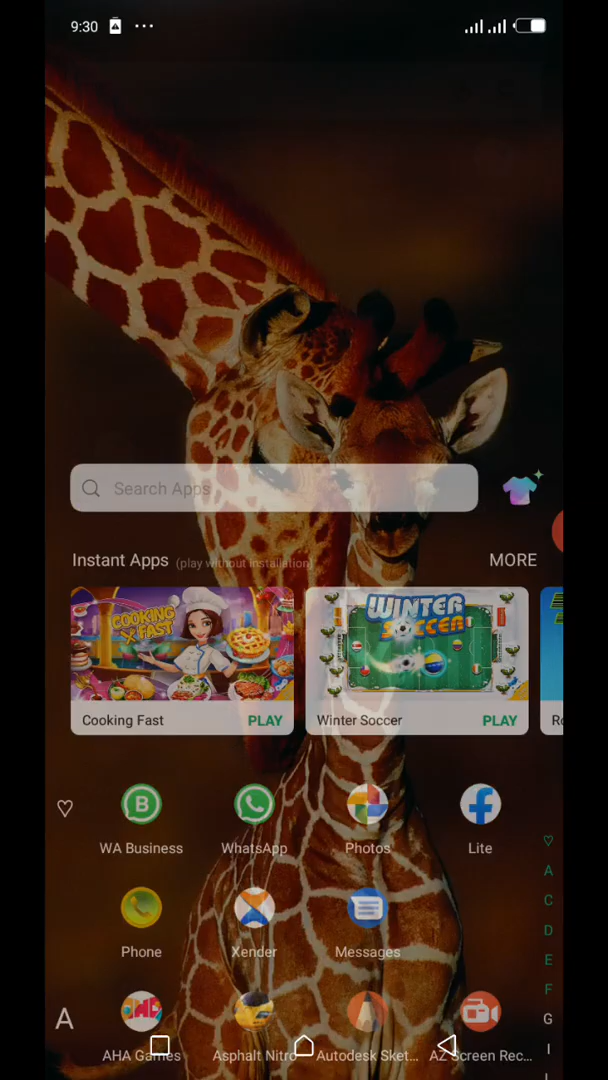 9:30
Search Apps
Instant Apps (play without installation) MORE
COOKING FAST
WINTER SOCCER
Cooking Fast PLAY
Winter Soccer PLAY
B
WA Business WhatsApp Photos Lite
Phone Xender Messages
A
AHA Games Asphalt Nitro Autodesk Sket... AZ Screen Rec...
A
C
D
E
F
G
I